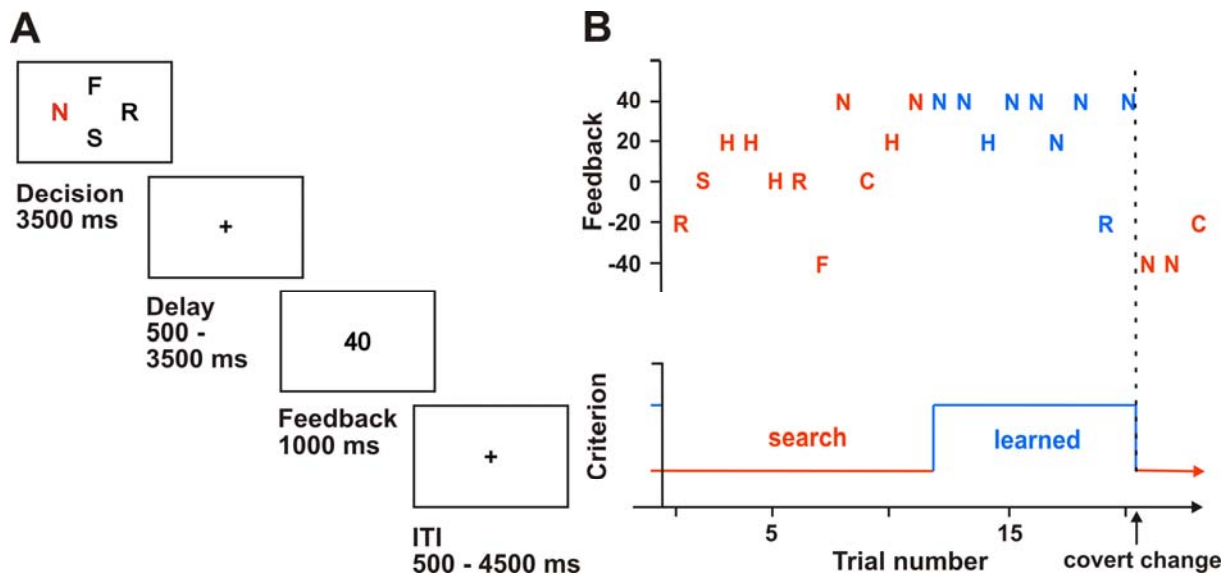 A
F
N R
S
Decision
3500 ms
+
Delay
500 -
3500 ms
40
Feedback
1000 ms
+
ITI
500 - 4500 ms
B
Feedback
40
20
0
-20
-40
N N N N N N N N N
H H H H N
S H R C
R R C
F N N
Criterion
search
learned
5 15
Trial number
covert change